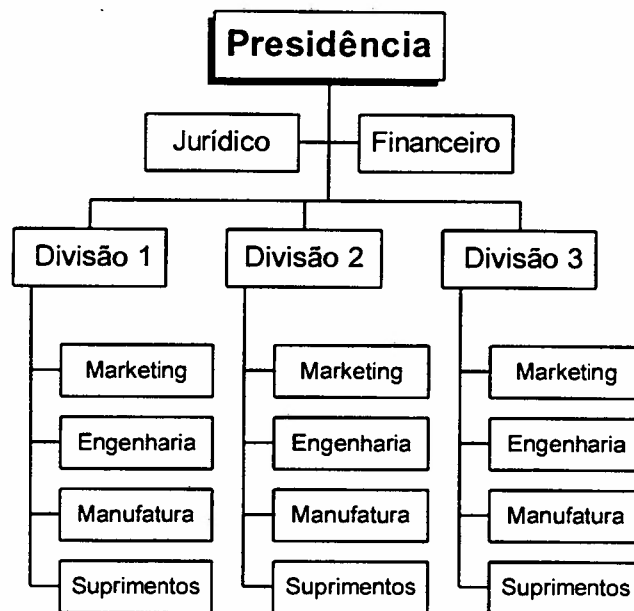 Presidência
Jurídico
Financeiro
Divisão 1
Divisão 2
Divisão 3
Marketing
Marketing
Marketing
Engenharia
Engenharia
Engenharia
Manufatura
Manufatura
Manufatura
Suprimentos
Suprimentos
Suprimentos